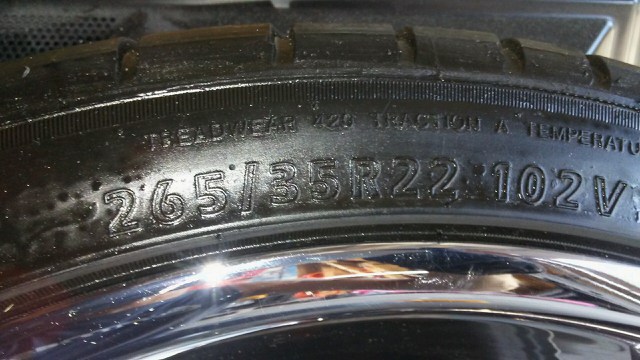 TREADWEAR 420 TRACTION A TEMPERATU
265/35R22 102V